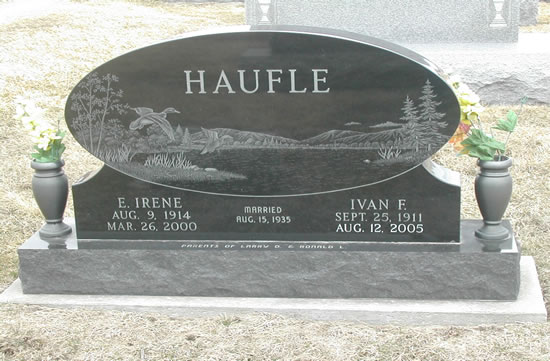 HAUFLE
E. IRENE
AUG. 9, 1914
MAR. 26, 2000
MARRIED
AUG. 15, 1935
IVAN F.
SEPT. 25, 1911
AUG. 12, 2005
PARENTS OF LARRY D. & RONALD L.